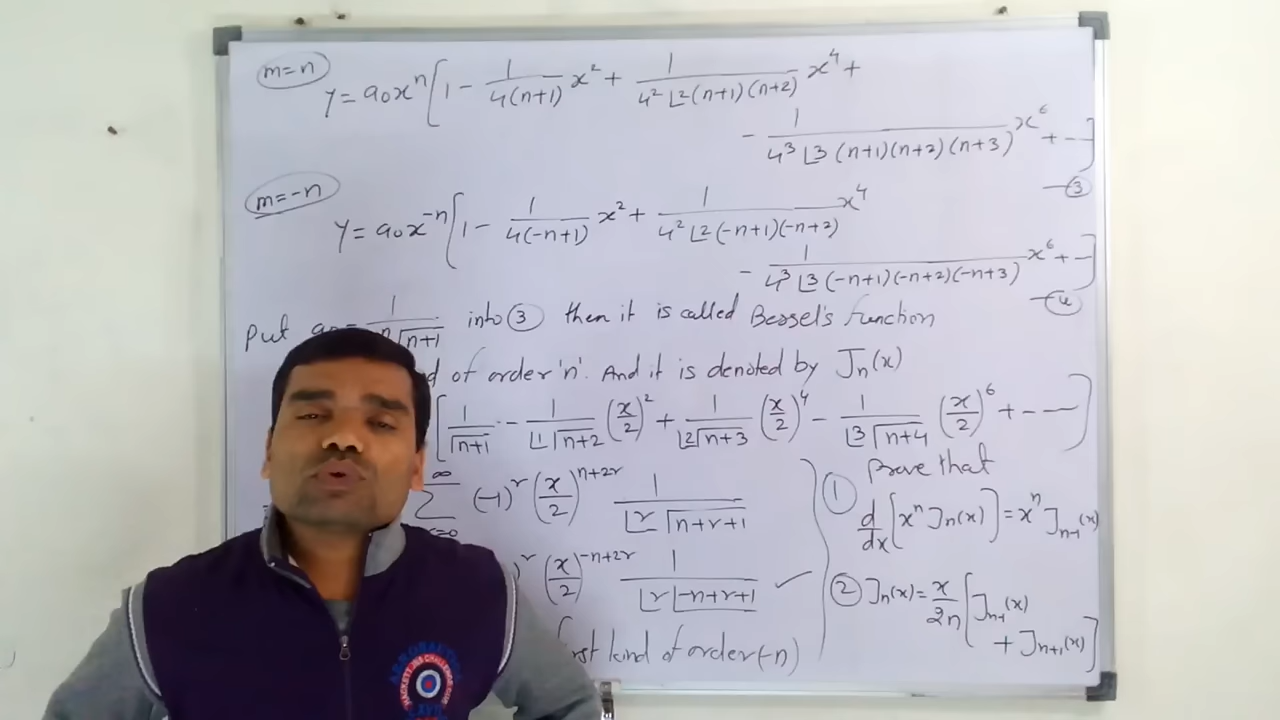 m=n
y = a₀xⁿ[1 - 1/4(n+1) x² + 1/4² ⌊2 (n+1)(n+2) x⁴ +
- 1/4³ ⌊3 (n+1)(n+2)(n+3) x⁶ + --]
—③
m=-n
y = a₀x⁻ⁿ[1 - 1/4(-n+1) x² + 1/4² ⌊2 (-n+1)(-n+2) x⁴
- 1/4³ ⌊3 (-n+1)(-n+2)(-n+3) x⁶ + --]
—④
Put = 1/√n+1 into ③ then it is called Bessel's function
of order 'n'. And it is denoted by Jₙ(x)
[1/√n+1 - 1/⌊1 √n+2 (x/2)² + 1/⌊2 √n+3 (x/2)⁴ - 1/⌊3 √n+4 (x/2)⁶ + ---]
∞ ∑ (-1)ʳ (x/2)ⁿ⁺²ʳ 1/⌊r √n+r+1
(x/2)⁻ⁿ⁺²ʳ 1/⌊r ⌈-n+r+1 ✓
kind of order (-n)
Prove that
① d/dx [xⁿ Jₙ(x)] = xⁿ Jₙ₋₁(x)
② Jₙ(x) = x/2n [Jₙ₋₁(x)
+ Jₙ₊₁(x)]